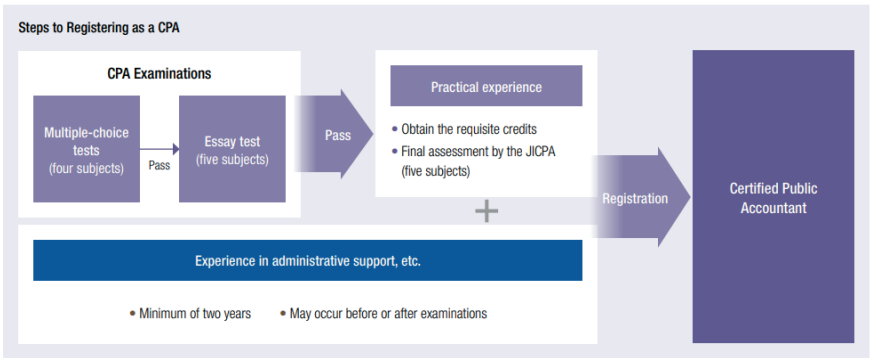 Steps to Registering as a CPA
CPA Examinations
Multiple-choice
tests
(four subjects)
Pass
Essay test
(five subjects)
Pass
Practical experience
• Obtain the requisite credits
• Final assessment by the JICPA
(five subjects)
+
Experience in administrative support, etc.
• Minimum of two years
• May occur before or after examinations
Registration
Certified Public
Accountant